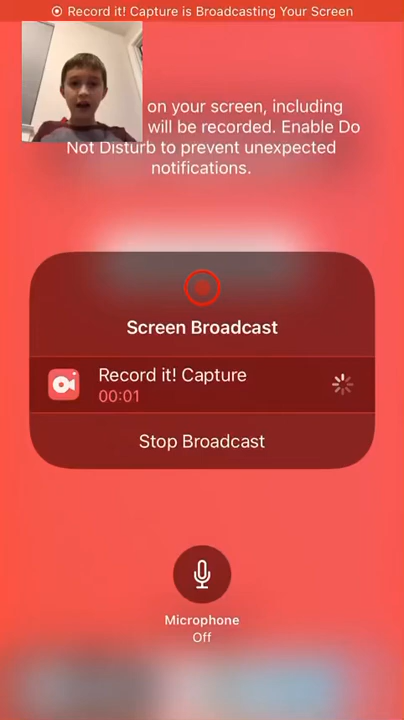 Record it! Capture is Broadcasting Your Screen
on your screen, including
will be recorded. Enable Do
Not Disturb to prevent unexpected
notifications.
Screen Broadcast
Record it! Capture
00:01
Stop Broadcast
Microphone
Off